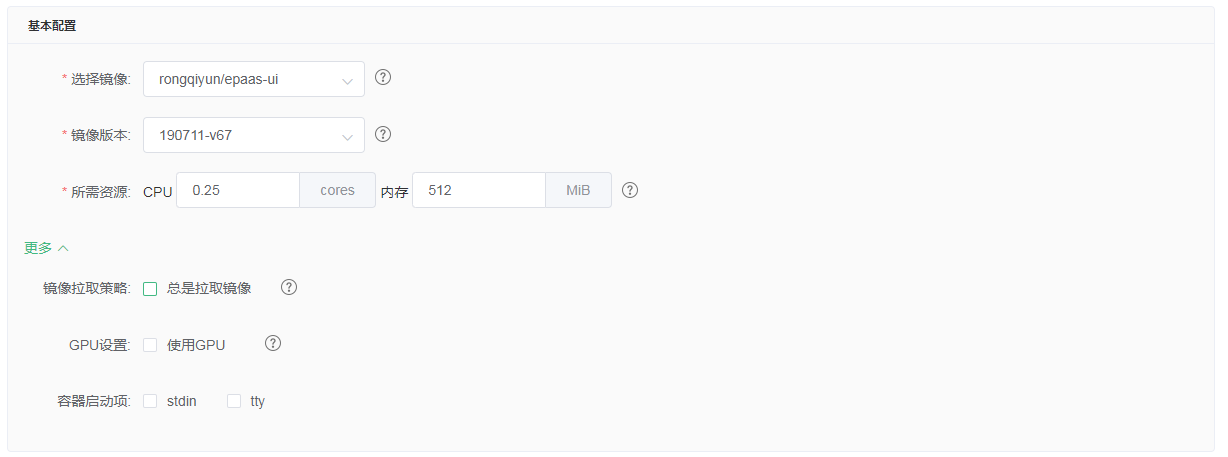 基本配置
* 选择镜像: rongqiyun/epaas-ui ?
* 镜像版本: 190711-v67 ?
* 所需资源: CPU 0.25 cores 内存 512 MiB ?
更多
镜像拉取策略: 总是拉取镜像 ?
GPU设置: 使用GPU ?
容器启动项: stdin tty